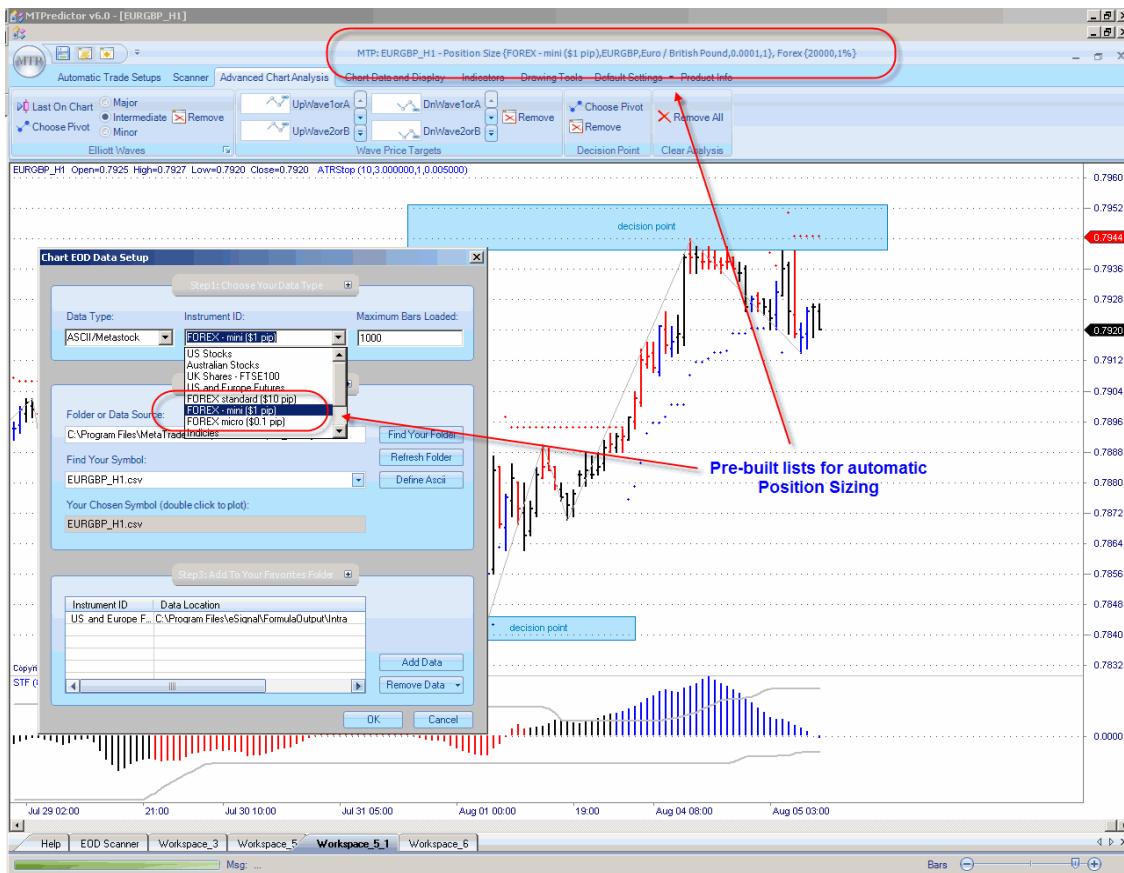 MTPredictor v6.0 - [EURGBP_H1]
MTR
MTP: EURGBP_H1 - Position Size {FOREX - mini ($1 pip),EURGBP,Euro / British Pound,0.0001,1}, Forex {20000,1%}
Automatic Trade Setups Scanner Advanced Chart Analysis Chart Data and Display Indicators Drawing Tools Default Settings Product Info
Last On Chart
Choose Pivot
Major
Intermediate
Minor
Remove
Elliott Waves
UpWave1orA
UpWave2orB
DnWave1orA
DnWave2orB
Remove
Wave Price Targets
Choose Pivot
Remove
Decision Point
Remove All
Clear Analysis
EURGBP_H1 Open=0.7925 High=0.7927 Low=0.7920 Close=0.7920 ATRStop (10,3.000000,1,0.005000)
decision point
Chart EOD Data Setup
Step1: Choose Your Data Type
Data Type:
Instrument ID:
Maximum Bars Loaded:
ASCII/Metastock
FOREX - mini ($1 pip)
1000
US Stocks
Australian Stocks
UK Shares - FTSE100
US and Europe Futures
FOREX standard ($10 pip)
FOREX - mini ($1 pip)
FOREX micro ($0.1 pip)
Indicies
Folder or Data Source:
C:\Program Files\MetaTrade
Find Your Folder
Find Your Symbol:
Refresh Folder
EURGBP_H1.csv
Define Ascii
Your Chosen Symbol (double click to plot):
EURGBP_H1.csv
Step3: Add To Your Favorites Folder
Instrument ID Data Location
US and Europe F... C:\Program Files\eSignal\FormulaOutput\Intra
Add Data
Remove Data
OK
Cancel
Pre-built lists for automatic
Position Sizing
decision point
0.7960
0.7952
0.7944
0.7936
0.7928
0.7920
0.7912
0.7904
0.7896
0.7888
0.7880
0.7872
0.7864
0.7856
0.7848
0.7840
0.7832
0.0000
STF
Jul 29 02:00 21:00 Jul 30 10:00 Jul 31 05:00 Aug 01 00:00 19:00 Aug 04 08:00 Aug 05 03:00
Help EOD Scanner Workspace_3 Workspace_5 Workspace_5_1 Workspace_6
Msg: ...
Bars